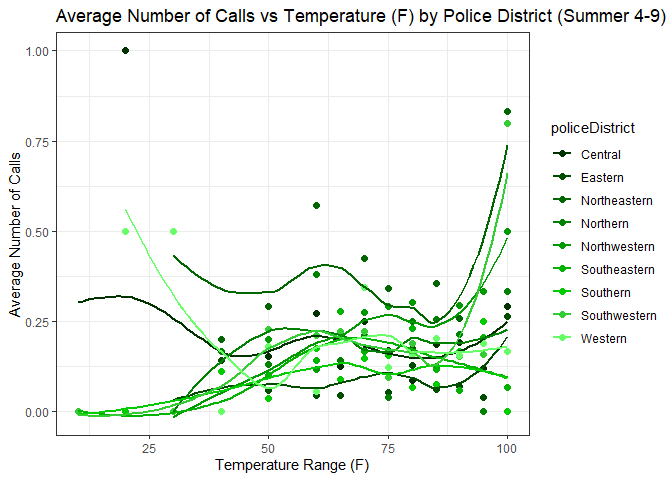 Average Number of Calls vs Temperature (F) by Police District (Summer 4-9)
1.00
0.75
0.50
0.25
0.00
Average Number of Calls
25
50
75
100
Temperature Range (F)
policeDistrict
Central
Eastern
Northeastern
Northern
Northwestern
Southeastern
Southern
Southwestern
Western